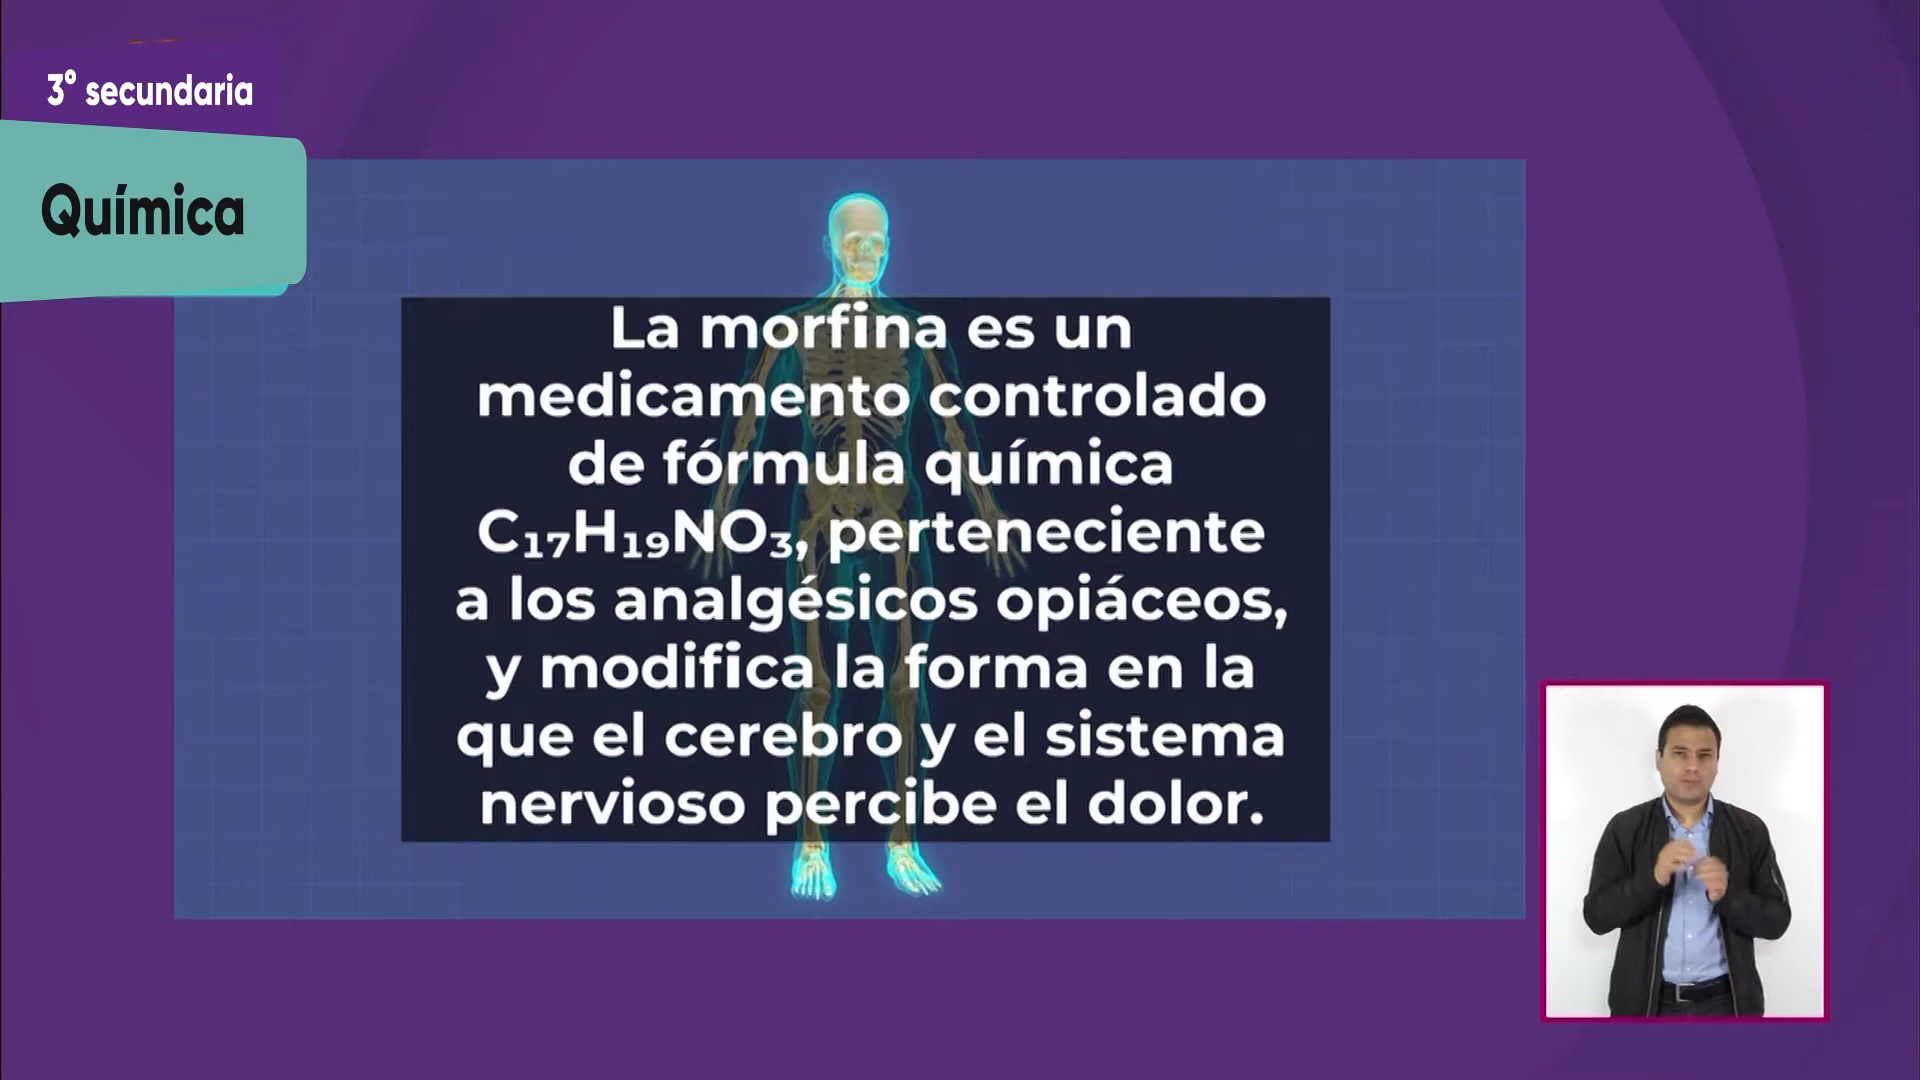 3° secundaria
Química
La morfina es un
medicamento controlado
de fórmula química
C₁₇H₁₉NO₃, perteneciente
a los analgésicos opiáceos,
y modifica la forma en la
que el cerebro y el sistema
nervioso percibe el dolor.